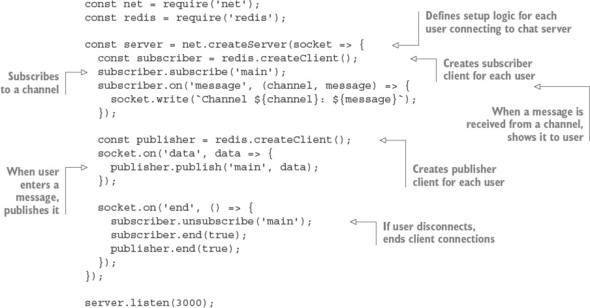 const net = require('net');
const redis = require('redis');
Defines setup logic for each
user connecting to chat server
const server = net.createServer(socket => {
const subscriber = redis.createClient();
Creates subscriber
client for each user
Subscribes
to a channel
subscriber.subscribe('main');
subscriber.on('message', (channel, message) => {
socket.write(`Channel ${channel}: ${message}`);
});
When a message is
received from a channel,
shows it to user
const publisher = redis.createClient();
socket.on('data', data => {
publisher.publish('main', data);
});
When user
enters a
message,
publishes it
Creates publisher
client for each user
socket.on('end', () => {
subscriber.unsubscribe('main');
subscriber.end(true);
publisher.end(true);
});
});
If user disconnects,
ends client connections
server.listen(3000);